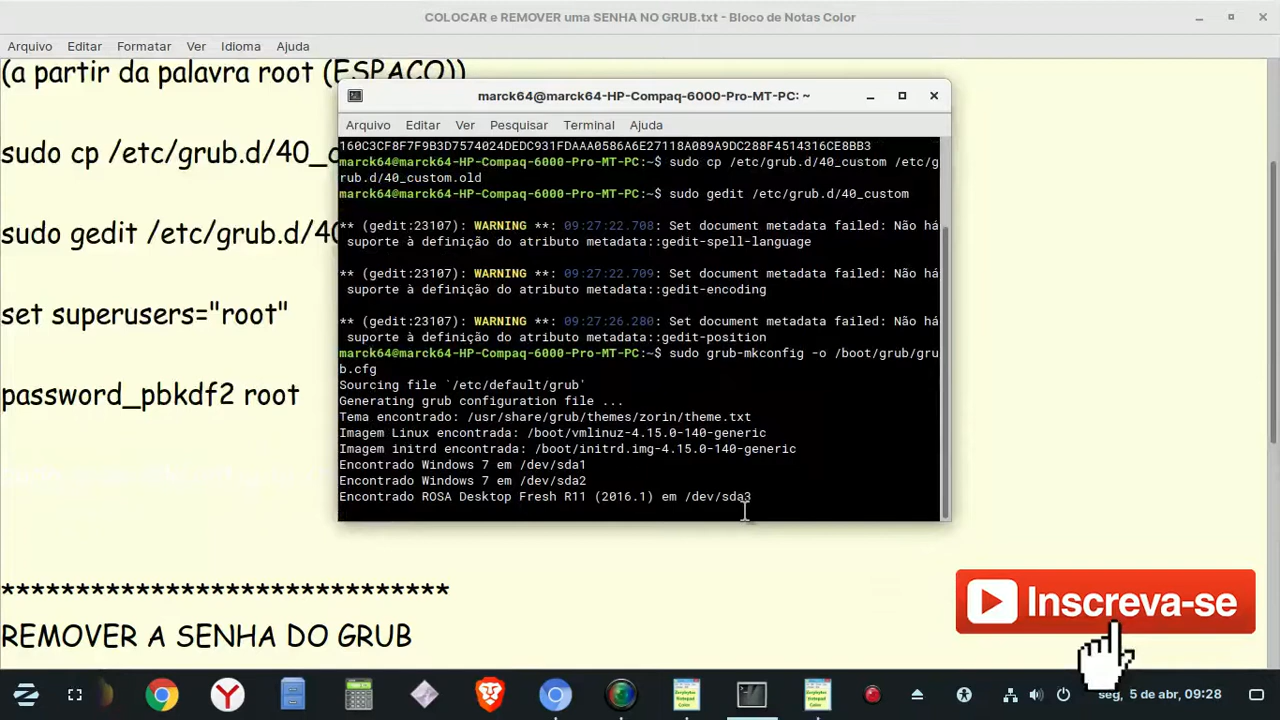 COLOCAR e REMOVER uma SENHA NO GRUB.txt - Bloco de Notas Color
Arquivo Editar Formatar Ver Idioma Ajuda
(a partir da palavra root (ESPAÇO))
sudo cp /etc/grub.d/40_c
sudo gedit /etc/grub.d/40
set superusers="root"
password_pbkdf2 root
******************************
REMOVER A SENHA DO GRUB
marck64@marck64-HP-Compaq-6000-Pro-MT-PC: ~
Arquivo Editar Ver Pesquisar Terminal Ajuda
160C3CF8F7F9B3D7574024DEDC931FDAAA0586A6E27118A089A9DC288F4514316CE8BB3
marck64@marck64-HP-Compaq-6000-Pro-MT-PC:~$ sudo cp /etc/grub.d/40_custom /etc/g
rub.d/40_custom.old
marck64@marck64-HP-Compaq-6000-Pro-MT-PC:~$ sudo gedit /etc/grub.d/40_custom
** (gedit:23107): WARNING **: 09:27:22.708: Set document metadata failed: Não há
suporte à definição do atributo metadata::gedit-spell-language
** (gedit:23107): WARNING **: 09:27:22.709: Set document metadata failed: Não há
suporte à definição do atributo metadata::gedit-encoding
** (gedit:23107): WARNING **: 09:27:26.280: Set document metadata failed: Não há
suporte à definição do atributo metadata::gedit-position
marck64@marck64-HP-Compaq-6000-Pro-MT-PC:~$ sudo grub-mkconfig -o /boot/grub/gru
b.cfg
Sourcing file `/etc/default/grub'
Generating grub configuration file ...
Tema encontrado: /usr/share/grub/themes/zorin/theme.txt
Imagem Linux encontrada: /boot/vmlinuz-4.15.0-140-generic
Imagem initrd encontrada: /boot/initrd.img-4.15.0-140-generic
Encontrado Windows 7 em /dev/sda1
Encontrado Windows 7 em /dev/sda2
Encontrado ROSA Desktop Fresh R11 (2016.1) em /dev/sda3
Inscreva-se
seg, 5 de abr, 09:28